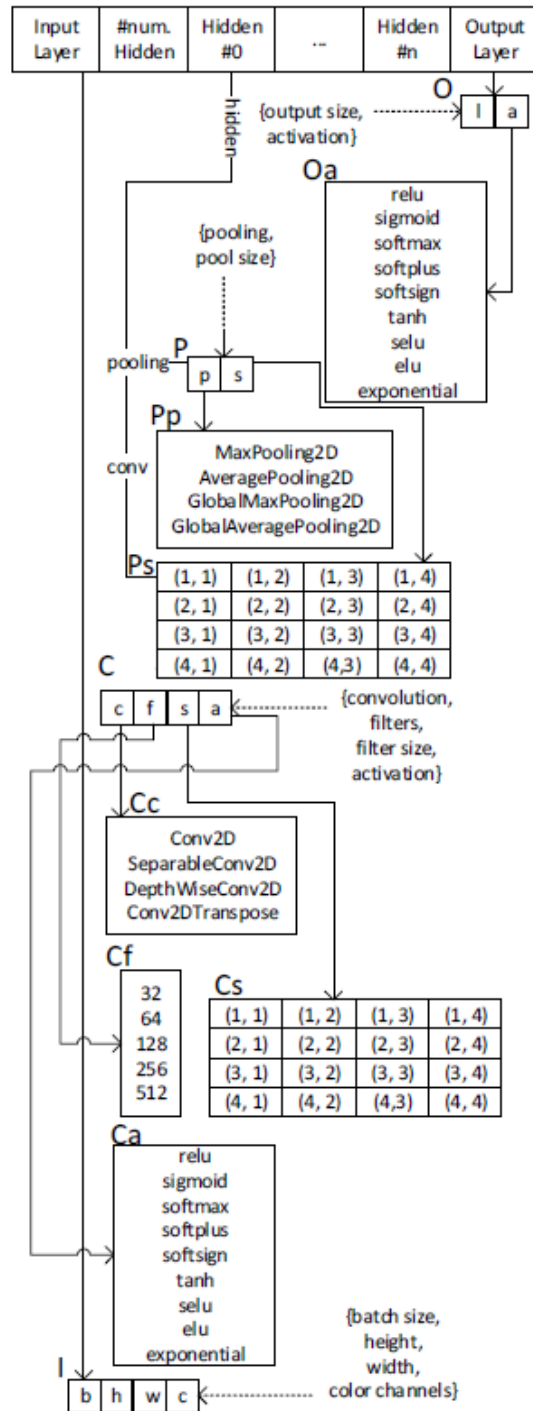 Input Layer #num. Hidden Hidden #0 ... Hidden #n Output Layer
O
l a
{output size,
activation}
hidden
Oa
relu
sigmoid
softmax
softplus
softsign
tanh
selu
elu
exponential
{pooling,
pool size}
P
pooling
p s
Pp
MaxPooling2D
AveragePooling2D
GlobalMaxPooling2D
GlobalAveragePooling2D
conv
Ps
(1, 1) (1, 2) (1, 3) (1, 4)
(2, 1) (2, 2) (2, 3) (2, 4)
(3, 1) (3, 2) (3, 3) (3, 4)
(4, 1) (4, 2) (4,3) (4, 4)
C
c f s a
{convolution,
filters,
filter size,
activation}
Cc
Conv2D
SeparableConv2D
DepthWiseConv2D
Conv2DTranspose
Cf
32
64
128
256
512
Cs
(1, 1) (1, 2) (1, 3) (1, 4)
(2, 1) (2, 2) (2, 3) (2, 4)
(3, 1) (3, 2) (3, 3) (3, 4)
(4, 1) (4, 2) (4,3) (4, 4)
Ca
relu
sigmoid
softmax
softplus
softsign
tanh
selu
elu
exponential
{batch size,
height,
width,
color channels}
I
b h w c